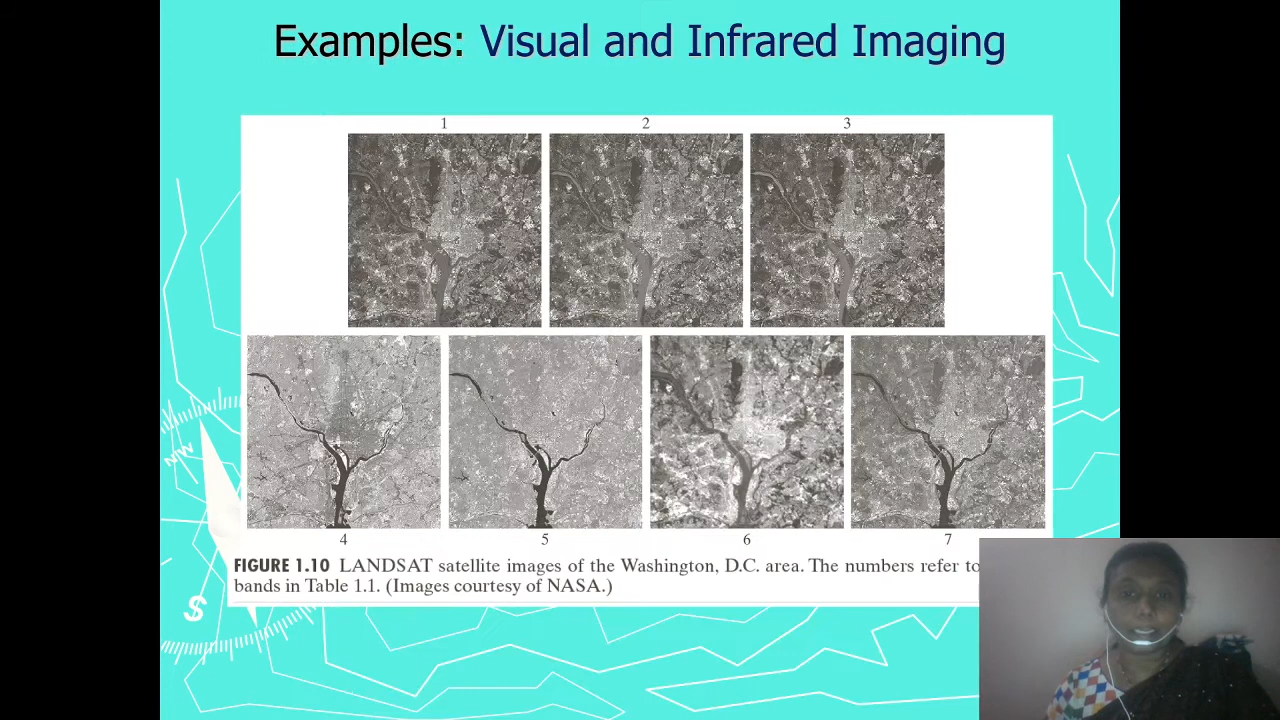 Examples: Visual and Infrared Imaging
1 2 3
4 5 6 7
FIGURE 1.10 LANDSAT satellite images of the Washington, D.C. area. The numbers refer to
bands in Table 1.1. (Images courtesy of NASA.)
NW
S